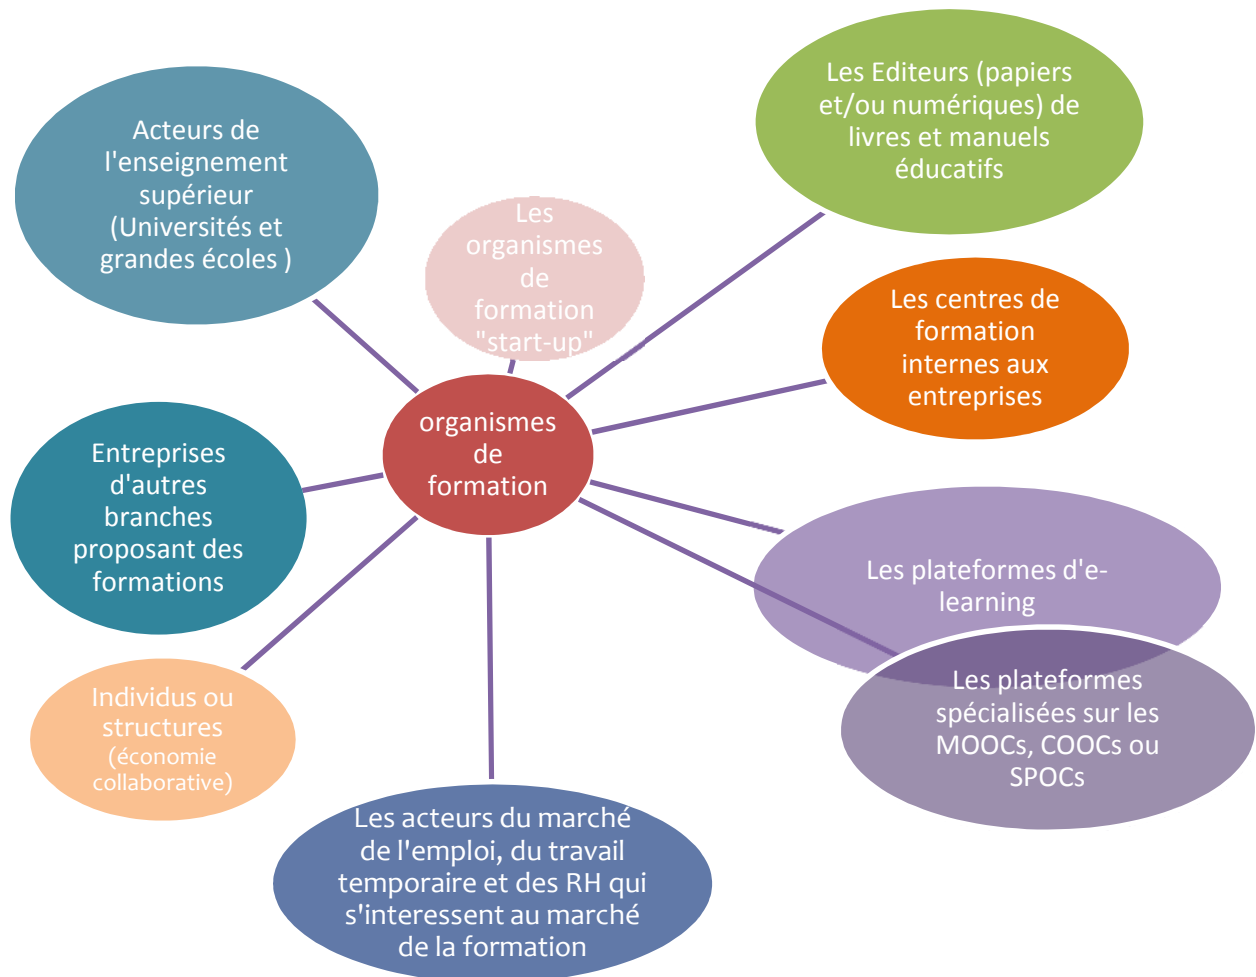 Acteurs de
l'enseignement
supérieur
(Universités et
grandes écoles )
Les
organismes
de
formation
"start-up"
Les Editeurs (papiers
et/ou numériques) de
livres et manuels
éducatifs
Les centres de
formation
internes aux
entreprises
organismes
de
formation
Entreprises
d'autres
branches
proposant des
formations
Les plateformes d'e-
learning
Les plateformes
spécialisées sur les
MOOCs, COOCs ou
SPOCs
Individus ou
structures
(économie
collaborative)
Les acteurs du marché
de l'emploi, du travail
temporaire et des RH qui
s'interessent au marché
de la formation